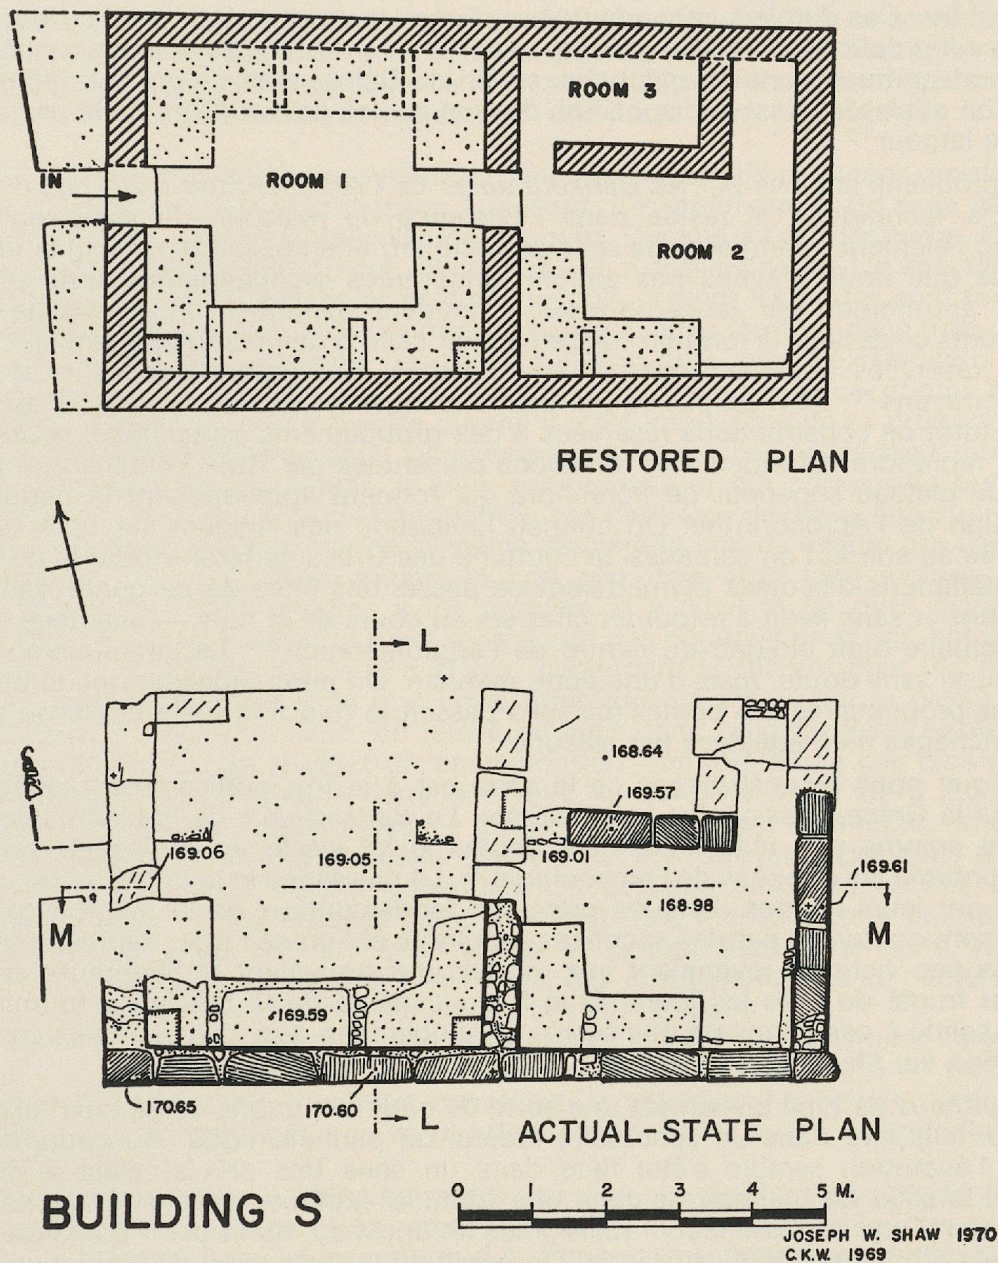 IN
ROOM 1
ROOM 3
ROOM 2
RESTORED PLAN
L
168.64
169.57
169.06
169.05
169.01
169.61
M
168.98
M
169.59
170.65
170.60
L
ACTUAL-STATE PLAN
BUILDING S
0 1 2 3 4 5 M.
JOSEPH W. SHAW 1970
C.K.W. 1969